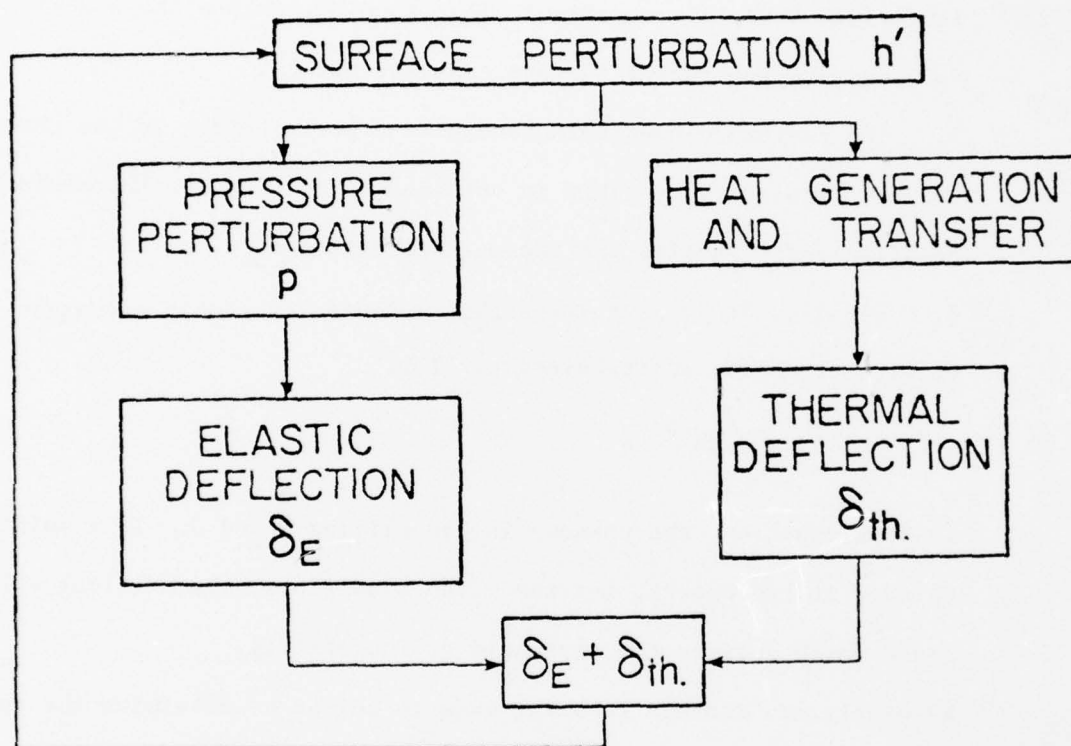 SURFACE PERTURBATION h′
PRESSURE
PERTURBATION
p
HEAT GENERATION
AND TRANSFER
ELASTIC
DEFLECTION
δE
THERMAL
DEFLECTION
δth.
δE + δth.